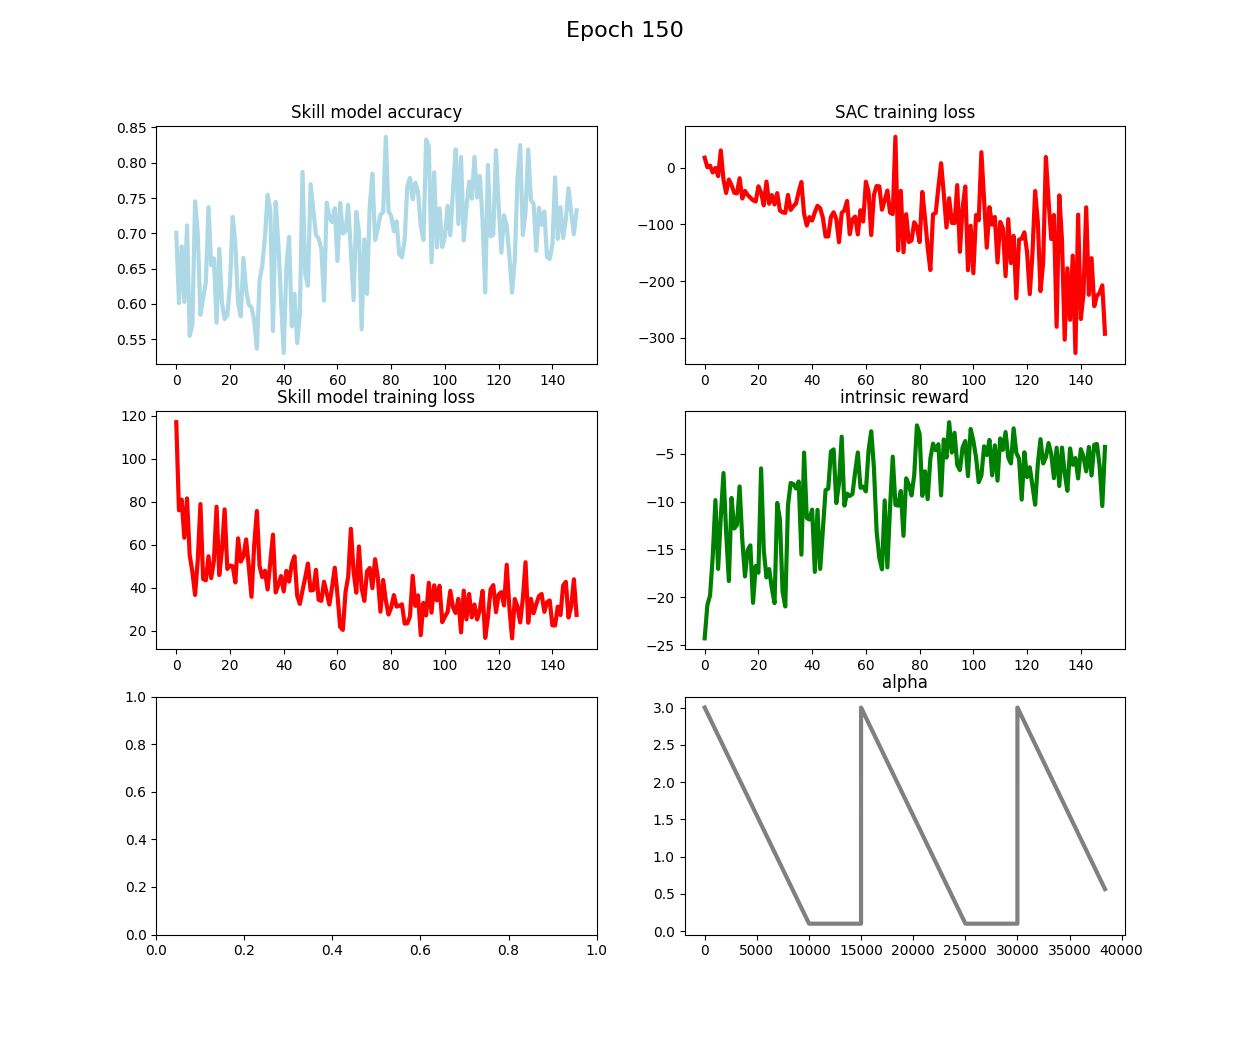 Epoch 150
Skill model accuracy
0.85
0.80
0.75
0.70
0.65
0.60
0.55
0 20 40 60 80 100 120 140
SAC training loss
0
−100
−200
−300
0 20 40 60 80 100 120 140
Skill model training loss
120
100
80
60
40
20
0 20 40 60 80 100 120 140
intrinsic reward
−5
−10
−15
−20
−25
0 20 40 60 80 100 120 140
1.0
0.8
0.6
0.4
0.2
0.0
0.0 0.2 0.4 0.6 0.8 1.0
alpha
3.0
2.5
2.0
1.5
1.0
0.5
0.0
0 5000 10000 15000 20000 25000 30000 35000 40000